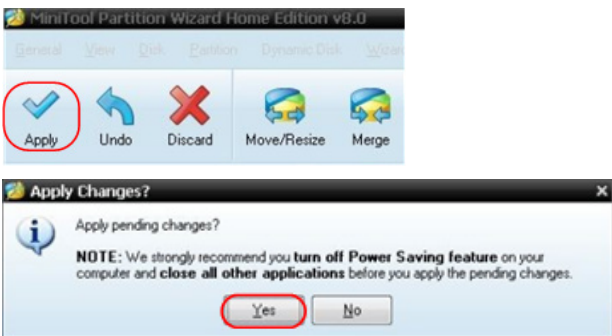 MiniTool Partition Wizard Home Edition v8.0
General View Disk Partition Dynamic Disk Wizar
Apply Undo Discard Move/Resize Merge
Apply Changes?
Apply pending changes?
NOTE: We strongly recommend you turn off Power Saving feature on your
computer and close all other applications before you apply the pending changes.
Yes No